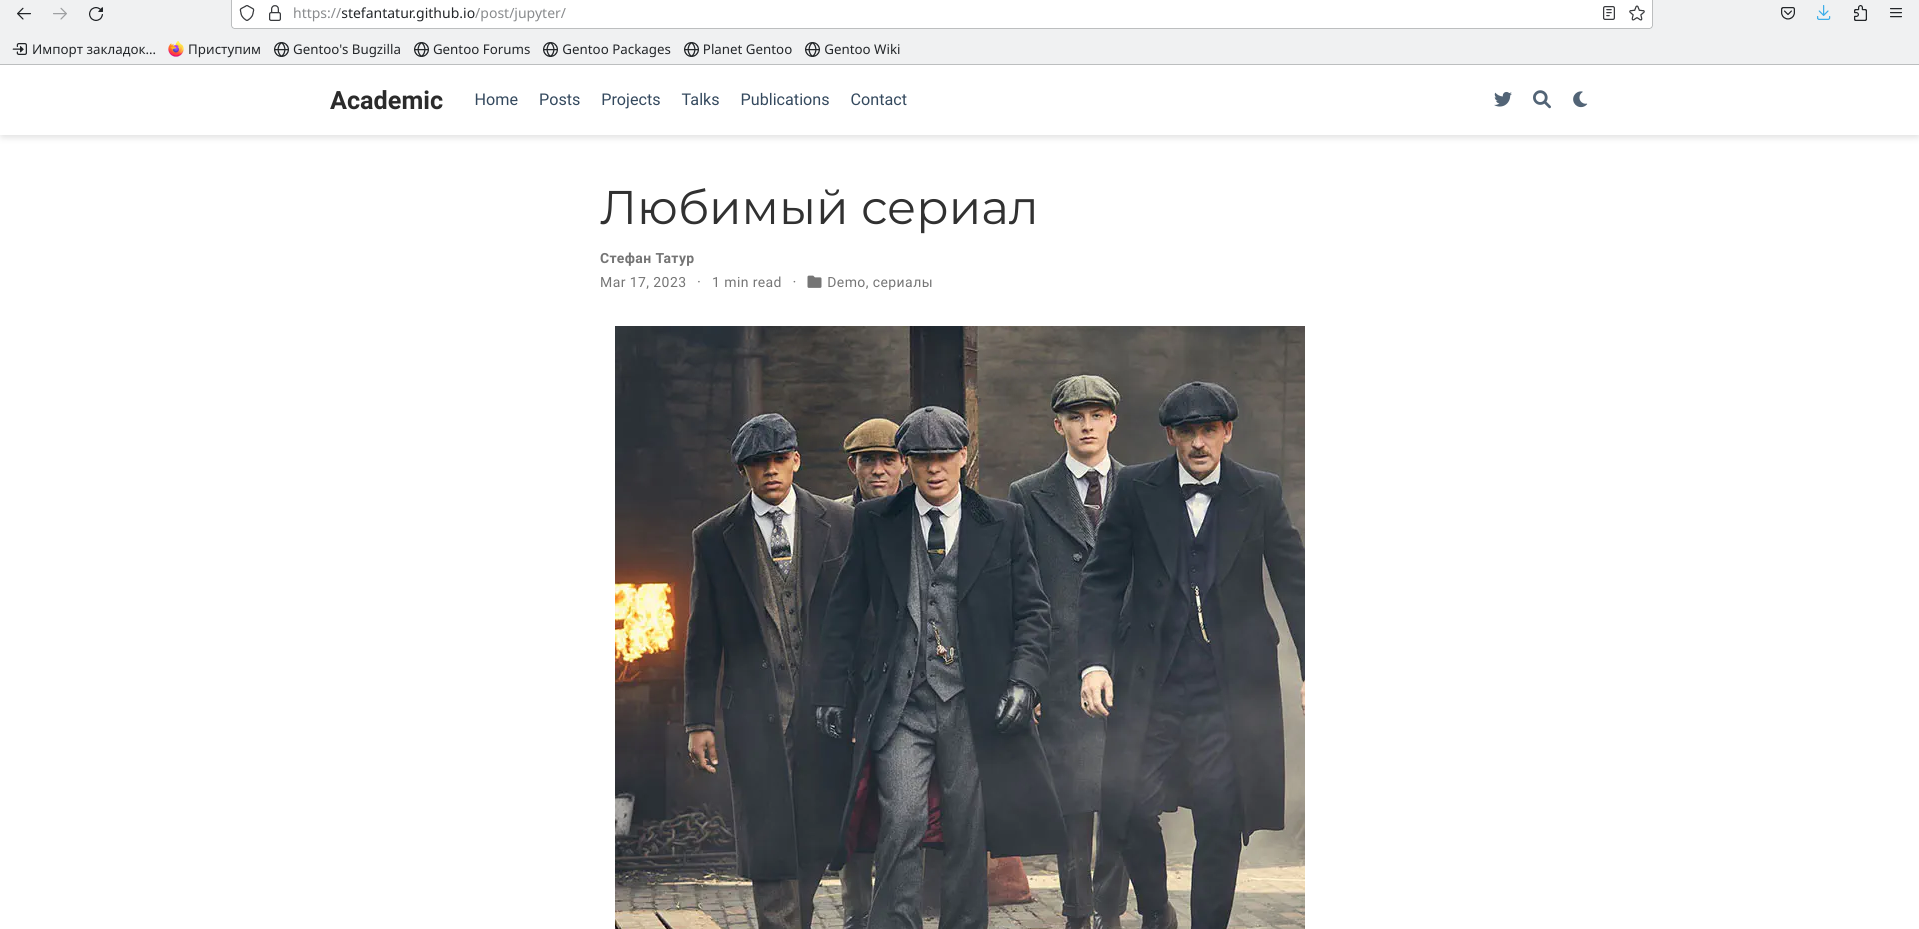 https://stefantatur.github.io/post/jupyter/
Импорт закладок... Приступим Gentoo's Bugzilla Gentoo Forums Gentoo Packages Planet Gentoo Gentoo Wiki
Academic Home Posts Projects Talks Publications Contact
Любимый сериал
Стефан Татур
Mar 17, 2023 · 1 min read · Demo, сериалы